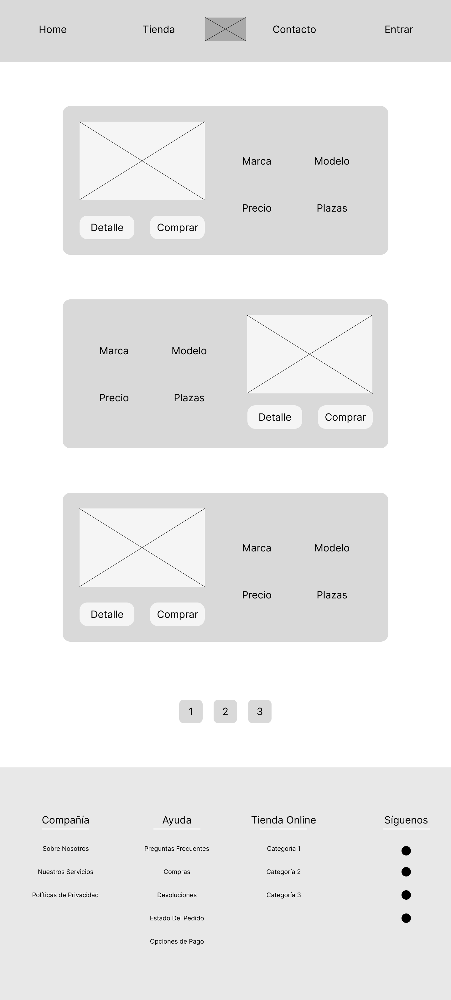 Home Tienda Contacto Entrar
Marca Modelo
Precio Plazas
Detalle Comprar
Marca Modelo
Precio Plazas
Detalle Comprar
Marca Modelo
Precio Plazas
Detalle Comprar
1 2 3
Compañía
Sobre Nosotros
Nuestros Servicios
Políticas de Privacidad
Ayuda
Preguntas Frecuentes
Compras
Devoluciones
Estado Del Pedido
Opciones de Pago
Tienda Online
Categoría 1
Categoría 2
Categoría 3
Síguenos